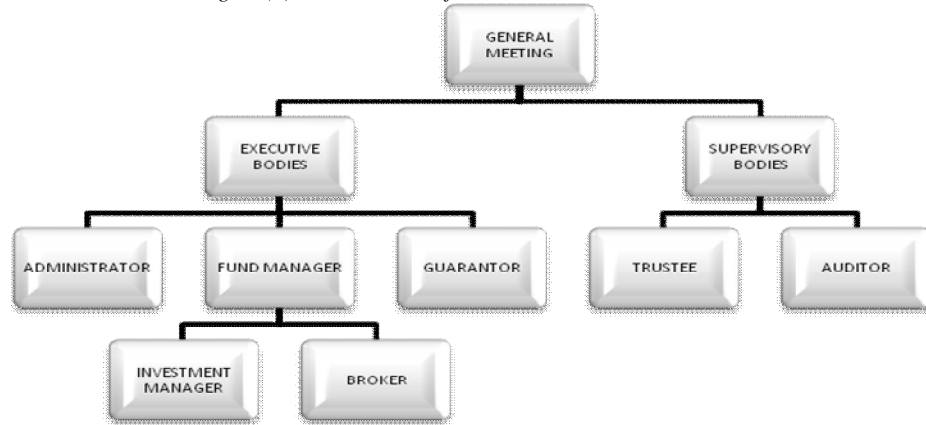 GENERAL
MEETING
EXECUTIVE
BODIES
SUPERVISORY
BODIES
ADMINISTRATOR
FUND MANAGER
GUARANTOR
TRUSTEE
AUDITOR
INVESTMENT
MANAGER
BROKER